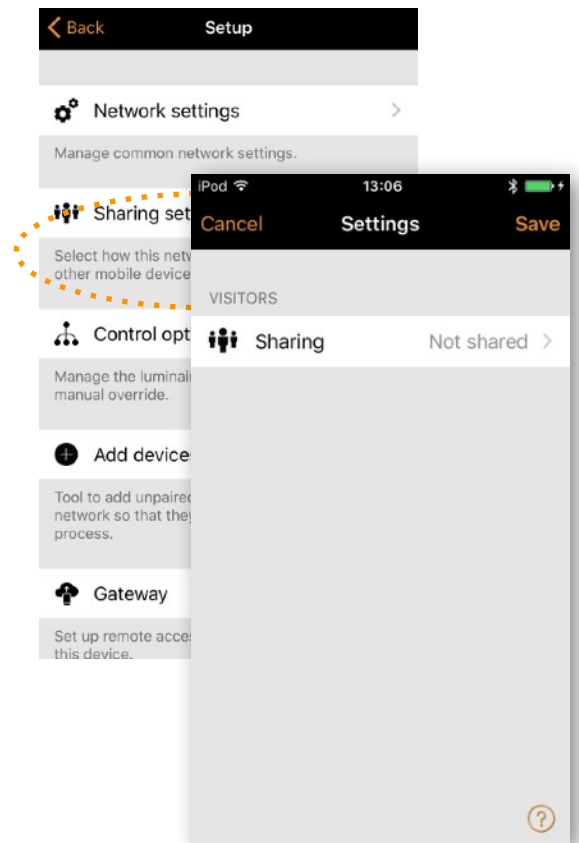 Back
Setup
Network settings
Manage common network settings.
Sharing set
Select how this netw
other mobile device
Control opt
Manage the luminai
manual override.
Add device
Tool to add unpaired
network so that they
process.
Gateway
Set up remote acce
this device.
iPod
13:06
Cancel
Settings
Save
VISITORS
Sharing
Not shared
?